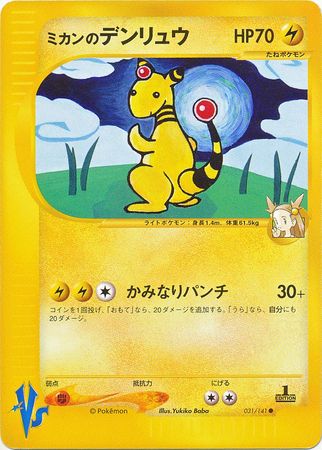 ミカンのデンリュウ HP70
たねポケモン
ライトポケモン：身長1.4m、体重61.5kg
かみなりパンチ 30+
コインを1回投げ、「おもて」なら、20ダメージを追加する。「うら」なら、自分にも
20ダメージ。
弱点 抵抗力 にげる
1
EDITION
VS
©Pokémon Illus.Yukiko Baba 031/141